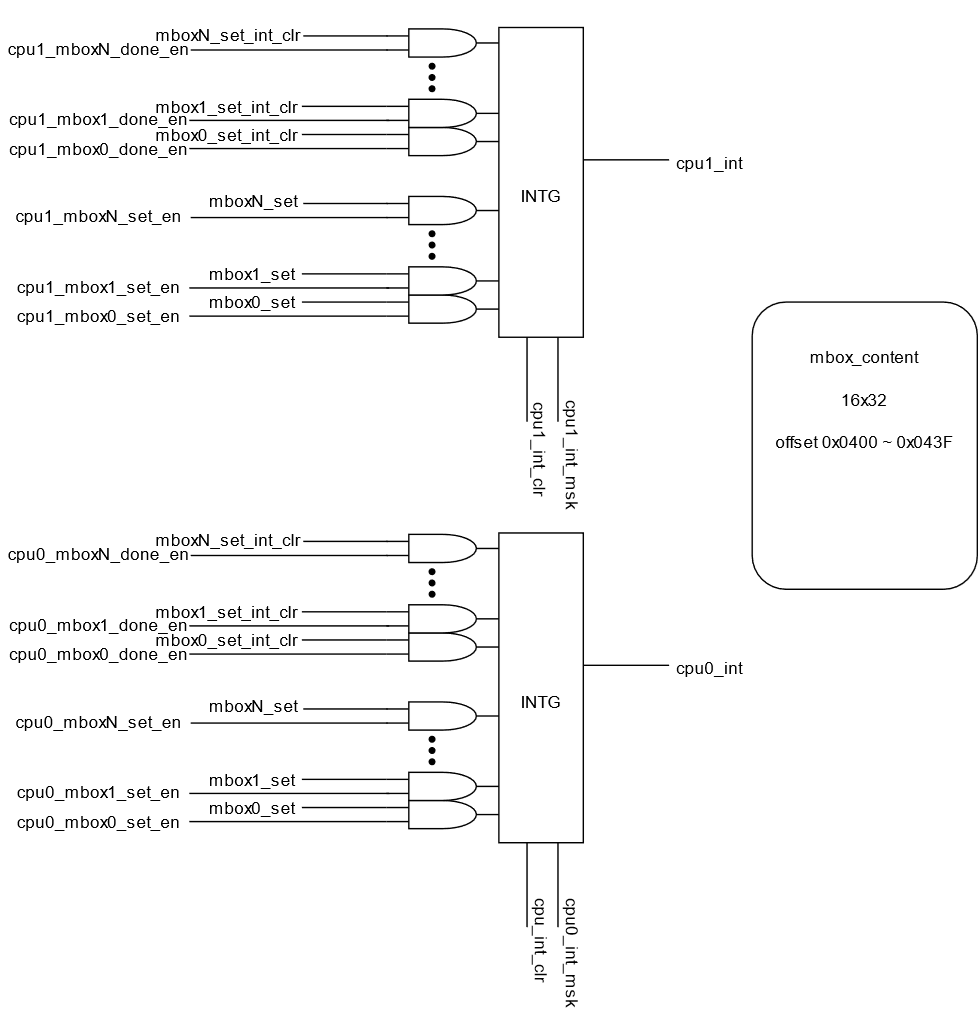 mboxN_set_int_clr
cpu1_mboxN_done_en
mbox1_set_int_clr
cpu1_mbox1_done_en
mbox0_set_int_clr
cpu1_mbox0_done_en
cpu1_int
INTG
mboxN_set
cpu1_mboxN_set_en
mbox1_set
cpu1_mbox1_set_en
mbox0_set
cpu1_mbox0_set_en
cpu1_int_clr
cpu1_int_msk
mbox_content
16x32
offset 0x0400 ~ 0x043F
mboxN_set_int_clr
cpu0_mboxN_done_en
mbox1_set_int_clr
cpu0_mbox1_done_en
mbox0_set_int_clr
cpu0_mbox0_done_en
cpu0_int
INTG
mboxN_set
cpu0_mboxN_set_en
mbox1_set
cpu0_mbox1_set_en
mbox0_set
cpu0_mbox0_set_en
cpu_int_clr
cpu0_int_msk